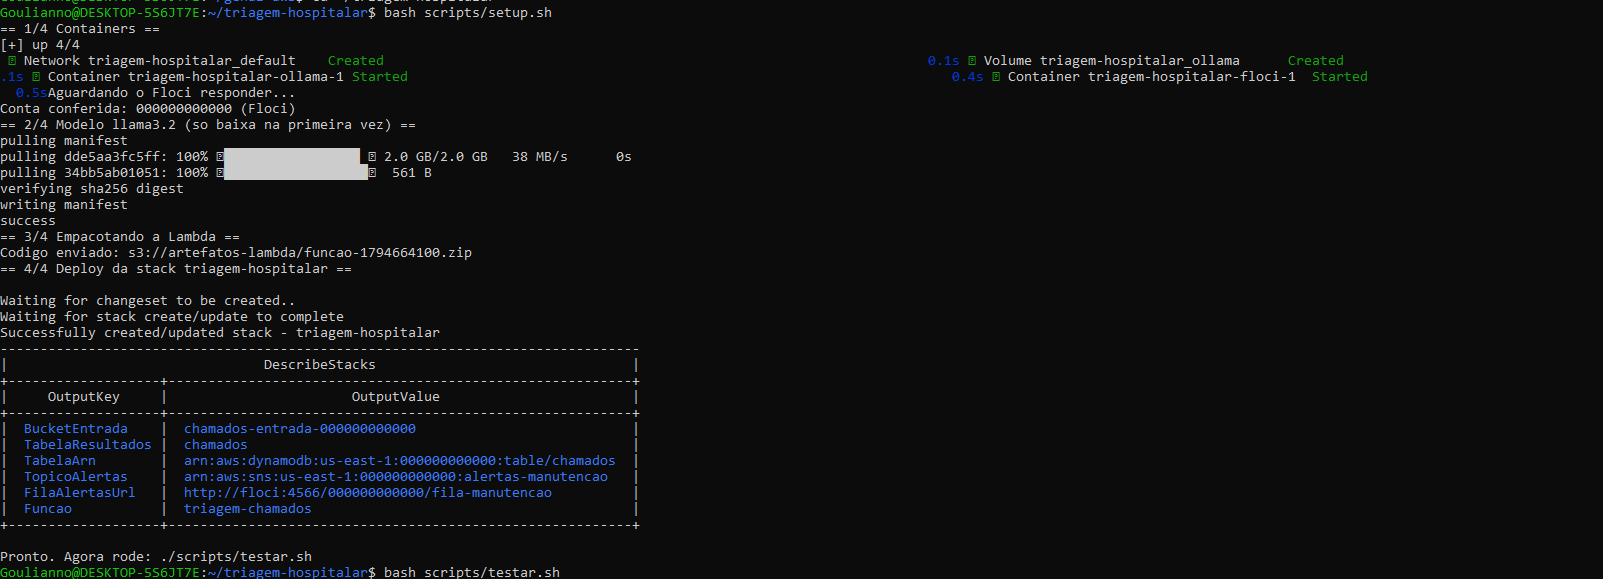 Goulianno@DESKTOP-5S6JT7E:~/triagem-hospitalar$ bash scripts/setup.sh
== 1/4 Containers ==
[+] up 4/4
Network triagem-hospitalar_default    Created    0.1s Volume triagem-hospitalar_ollama      Created
.1s Container triagem-hospitalar-ollama-1 Started    0.4s Container triagem-hospitalar-floci-1  Started
0.5sAguardando o Floci responder...
Conta conferida: 000000000000 (Floci)
== 2/4 Modelo llama3.2 (so baixa na primeira vez) ==
pulling manifest
pulling dde5aa3fc5ff: 100% 2.0 GB/2.0 GB   38 MB/s      0s
pulling 34bb5ab01051: 100% 561 B
verifying sha256 digest
writing manifest
success
== 3/4 Empacotando a Lambda ==
Codigo enviado: s3://artefatos-lambda/funcao-1794664100.zip
== 4/4 Deploy da stack triagem-hospitalar ==
Waiting for changeset to be created..
Waiting for stack create/update to complete
Successfully created/updated stack - triagem-hospitalar
-------------------------------------------------------------------------------
|                                DescribeStacks                                |
+-------------------+----------------------------------------------------------+
|     OutputKey     |                       OutputValue                        |
+-------------------+----------------------------------------------------------+
|  BucketEntrada    |  chamados-entrada-000000000000                           |
|  TabelaResultados |  chamados                                                |
|  TabelaArn        |  arn:aws:dynamodb:us-east-1:000000000000:table/chamados  |
|  TopicoAlertas    |  arn:aws:sns:us-east-1:000000000000:alertas-manutencao   |
|  FilaAlertasUrl   |  http://floci:4566/000000000000/fila-manutencao          |
|  Funcao           |  triagem-chamados                                        |
+-------------------+----------------------------------------------------------+
Pronto. Agora rode: ./scripts/testar.sh
Goulianno@DESKTOP-5S6JT7E:~/triagem-hospitalar$ bash scripts/testar.sh